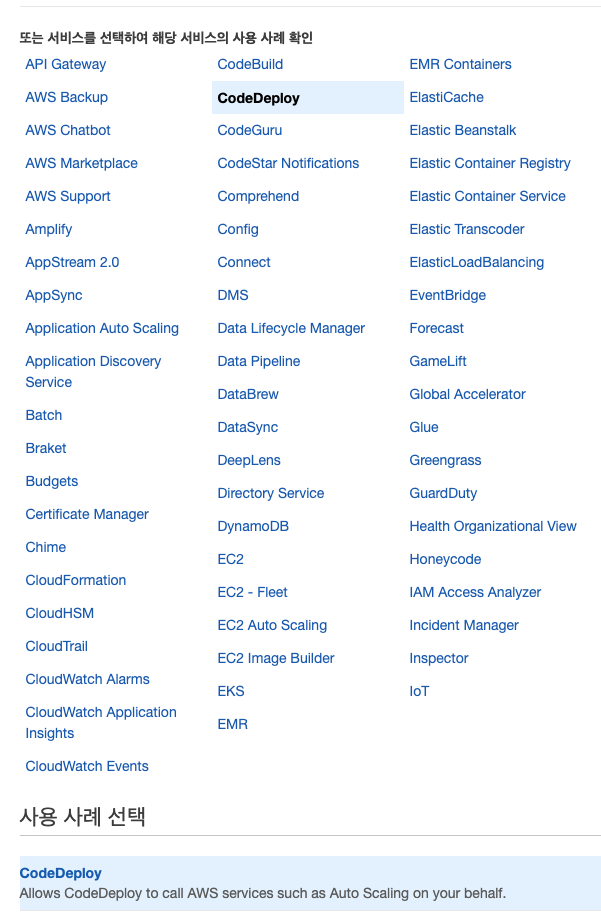 또는 서비스를 선택하여 해당 서비스의 사용 사례 확인
API Gateway
AWS Backup
AWS Chatbot
AWS Marketplace
AWS Support
Amplify
AppStream 2.0
AppSync
Application Auto Scaling
Application Discovery
Service
Batch
Braket
Budgets
Certificate Manager
Chime
CloudFormation
CloudHSM
CloudTrail
CloudWatch Alarms
CloudWatch Application
Insights
CloudWatch Events
CodeBuild
CodeDeploy
CodeGuru
CodeStar Notifications
Comprehend
Config
Connect
DMS
Data Lifecycle Manager
Data Pipeline
DataBrew
DataSync
DeepLens
Directory Service
DynamoDB
EC2
EC2 - Fleet
EC2 Auto Scaling
EC2 Image Builder
EKS
EMR
EMR Containers
ElastiCache
Elastic Beanstalk
Elastic Container Registry
Elastic Container Service
Elastic Transcoder
ElasticLoadBalancing
EventBridge
Forecast
GameLift
Global Accelerator
Glue
Greengrass
GuardDuty
Health Organizational View
Honeycode
IAM Access Analyzer
Incident Manager
Inspector
IoT
사용 사례 선택
CodeDeploy
Allows CodeDeploy to call AWS services such as Auto Scaling on your behalf.